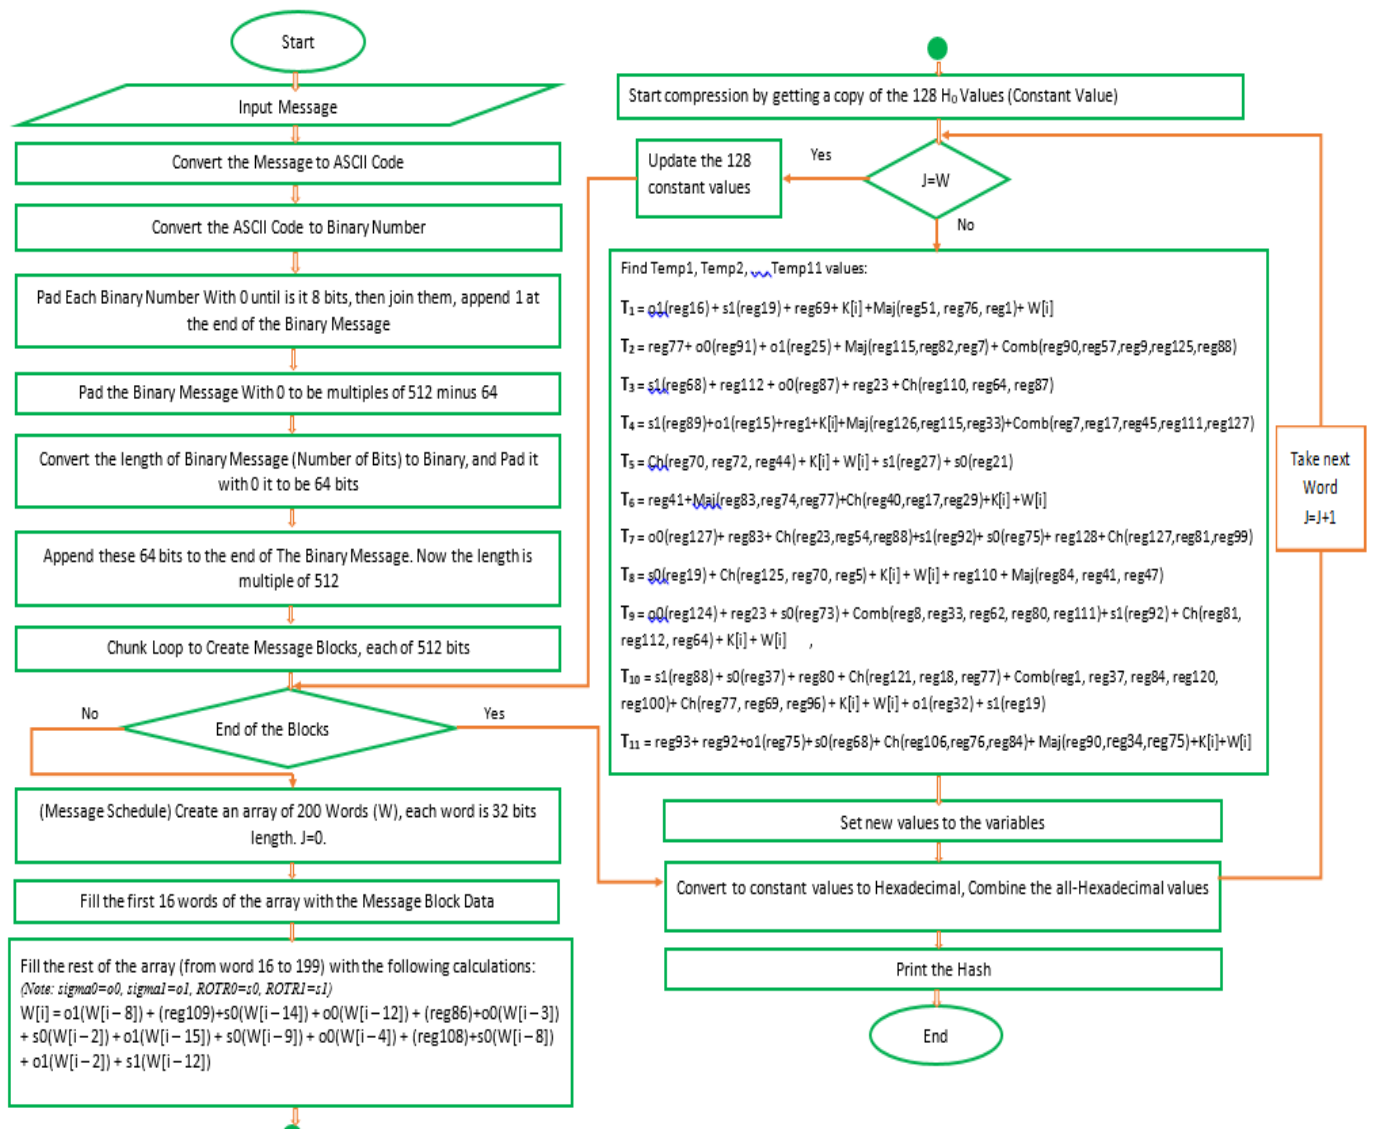 Start
Input Message
Convert the Message to ASCII Code
Convert the ASCII Code to Binary Number
Pad Each Binary Number With 0 until is it 8 bits, then join them, append 1 at
the end of the Binary Message
Pad the Binary Message With 0 to be multiples of 512 minus 64
Convert the length of Binary Message (Number of Bits) to Binary, and Pad it
with 0 it to be 64 bits
Append these 64 bits to the end of The Binary Message. Now the length is
multiple of 512
Chunk Loop to Create Message Blocks, each of 512 bits
No
End of the Blocks
Yes
(Message Schedule) Create an array of 200 Words (W), each word is 32 bits
length. J=0.
Fill the first 16 words of the array with the Message Block Data
Fill the rest of the array (from word 16 to 199) with the following calculations:
(Note: sigma0=o0, sigma1=o1, ROTR0=s0, ROTR1=s1)
W[i] = o1(W[i – 8]) + (reg109)+s0(W[i – 14]) + o0(W[i – 12]) + (reg86)+o0(W[i – 3])
+ s0(W[i – 2]) + o1(W[i – 15]) + s0(W[i – 9]) + o0(W[i – 4]) + (reg108)+s0(W[i – 8])
+ o1(W[i – 2]) + s1(W[i – 12])
Start compression by getting a copy of the 128 H₀ Values (Constant Value)
Update the 128
constant values
Yes
J=W
No
Find Temp1, Temp2, ....Temp11 values:
T₁ = o1(reg16) + s1(reg19) + reg69+ K[i] +Maj(reg51, reg76, reg1)+ W[i]
T₂ = reg77+ o0(reg91) + o1(reg25) + Maj(reg115,reg82,reg7) + Comb(reg90,reg57,reg9,reg125,reg88)
T₃ = s1(reg68) + reg112 + o0(reg87) + reg23 + Ch(reg110, reg64, reg87)
T₄ = s1(reg89)+o1(reg15)+reg1+K[i]+Maj(reg126,reg115,reg33)+Comb(reg7,reg17,reg45,reg111,reg127)
T₅ = Ch(reg70, reg72, reg44) + K[i] + W[i] + s1(reg27) + s0(reg21)
T₆ = reg41+Maj(reg83,reg74,reg77)+Ch(reg40,reg17,reg29)+K[i] +W[i]
T₇ = o0(reg127)+ reg83+ Ch(reg23,reg54,reg88)+s1(reg92)+ s0(reg75)+ reg128+Ch(reg127,reg81,reg99)
T₈ = s0(reg19) + Ch(reg125, reg70, reg5) + K[i] + W[i] + reg110 + Maj(reg84, reg41, reg47)
T₉ = o0(reg124) + reg23 + s0(reg73) + Comb(reg8, reg33, reg62, reg80, reg111)+ s1(reg92) + Ch(reg81,
reg112, reg64) + K[i] + W[i] ,
T₁₀ = s1(reg88) + s0(reg37) + reg80 + Ch(reg121, reg18, reg77) + Comb(reg1, reg37, reg84, reg120,
reg100)+ Ch(reg77, reg69, reg96) + K[i] + W[i] + o1(reg32) + s1(reg19)
T₁₁ = reg93+ reg92+o1(reg75)+s0(reg68)+ Ch(reg106,reg76,reg84)+ Maj(reg90,reg34,reg75)+K[i]+W[i]
Take next
Word
J=J+1
Set new values to the variables
Convert to constant values to Hexadecimal, Combine the all-Hexadecimal values
Print the Hash
End